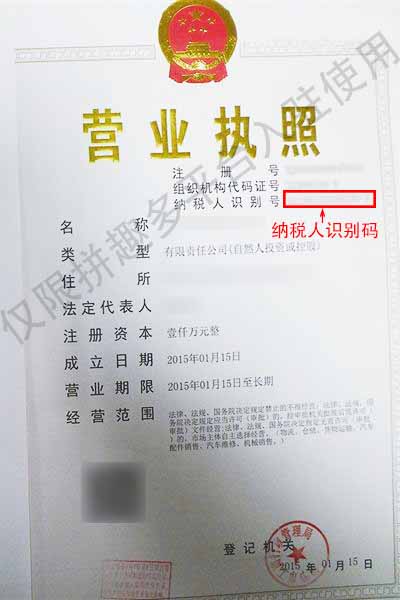 营业执照
注册号
组织机构代码证号
纳税人识别号
纳税人识别码
名称
类型 有限责任公司(自然人投资或控股)
住所
法定代表人
注册资本 壹仟万元整
成立日期 2015年01月15日
营业期限 2015年01月15日至长期
经营范围 法律、法规、国务院决定规定禁止的不得经营；法律、法规、国
务院决定规定应当许可（审批）的，经审批机关批准后凭许可（
审批）文件经营；法律、法规、国务院决定规定无需许可（审批
）的，市场主体自主选择经营。（物流、仓储、货物运输、汽车
配件销售、汽车维修、机械销售。）
登记机关
2015年01月15日
仅限拼趣多平台入驻使用